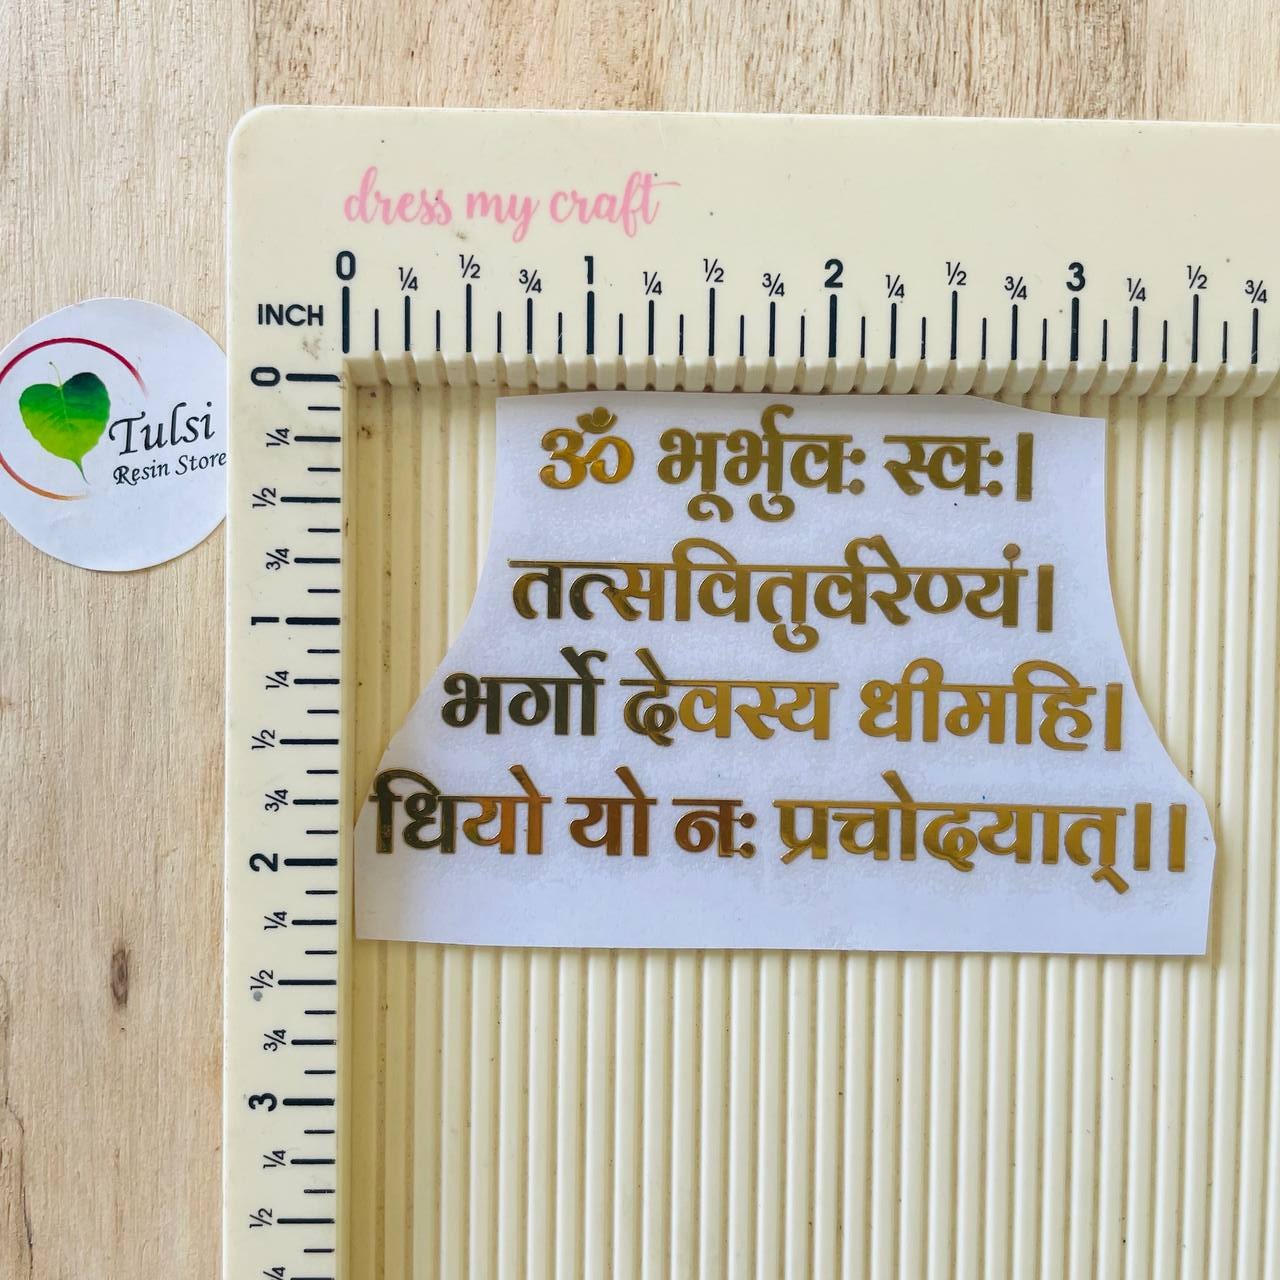 dress my craft
0 ¼ ½ ¾ 1 ¼ ½ ¾ 2 ¼ ½ ¾ 3 ¼ ½ ¾
INCH
0
¼
½
¾
1
¼
½
¾
2
¼
½
¾
3
¼
½
Tulsi
Resin Store
ॐ भूर्भुवः स्वः।
तत्सवितुर्वरेण्यं।
भर्गो देवस्य धीमहि।
धियो यो नः प्रचोदयात्।।